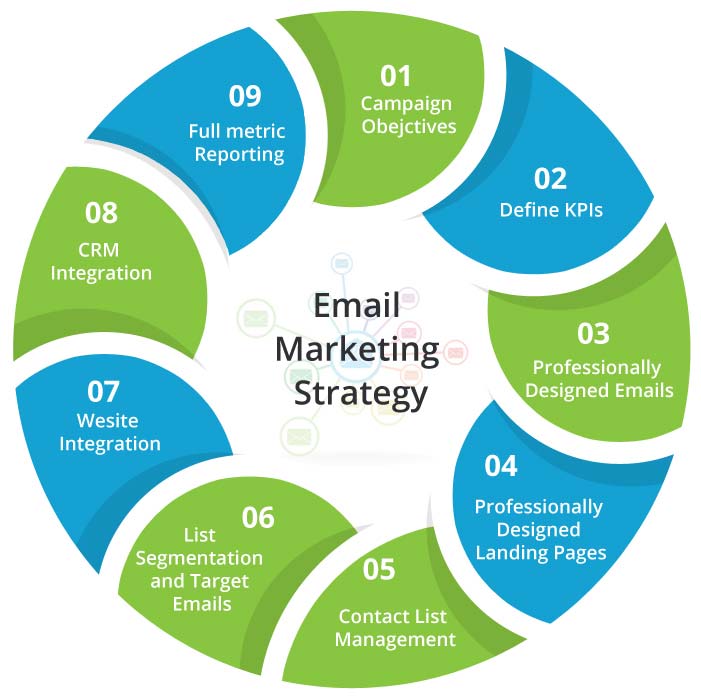 01
Campaign
Obejctives
02
Define KPIs
03
Professionally
Designed Emails
04
Professionally
Designed
Landing Pages
05
Contact List
Management
06
List
Segmentation
and Target
Emails
07
Wesite
Integration
08
CRM
Integration
09
Full metric
Reporting
Email
Marketing
Strategy